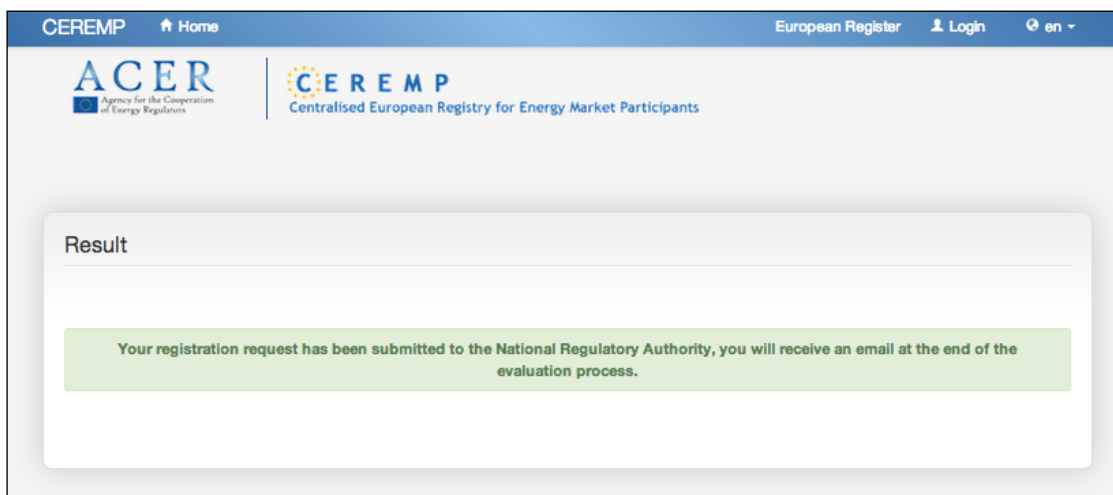 CEREMP Home European Register Login en
ACER
Agency for the Cooperation
of Energy Regulators
CEREMP
Centralised European Registry for Energy Market Participants
Result
Your registration request has been submitted to the National Regulatory Authority, you will receive an email at the end of the
evaluation process.